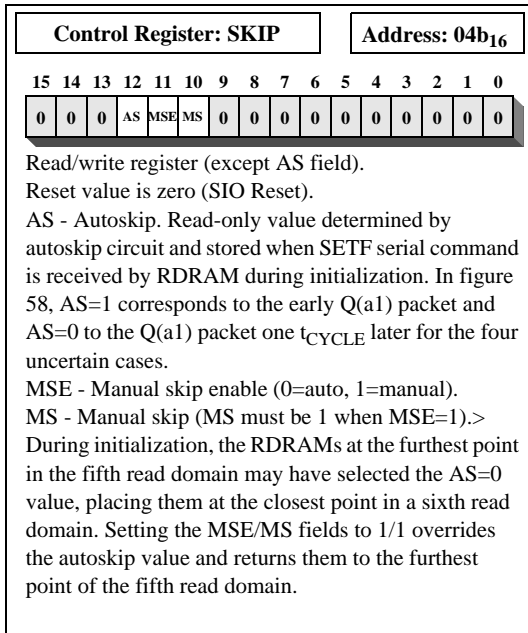 Control Register: SKIP
Address: 04b16
15 14 13 12 11 10 9 8 7 6 5 4 3 2 1 0
0 0 0 AS MSE MS 0 0 0 0 0 0 0 0 0 0
Read/write register (except AS field).
Reset value is zero (SIO Reset).
AS - Autoskip. Read-only value determined by
autoskip circuit and stored when SETF serial command
is received by RDRAM during initialization. In figure
58, AS=1 corresponds to the early Q(a1) packet and
AS=0 to the Q(a1) packet one tCYCLE later for the four
uncertain cases.
MSE - Manual skip enable (0=auto, 1=manual).
MS - Manual skip (MS must be 1 when MSE=1).>
During initialization, the RDRAMs at the furthest point
in the fifth read domain may have selected the AS=0
value, placing them at the closest point in a sixth read
domain. Setting the MSE/MS fields to 1/1 overrides
the autoskip value and returns them to the furthest
point of the fifth read domain.